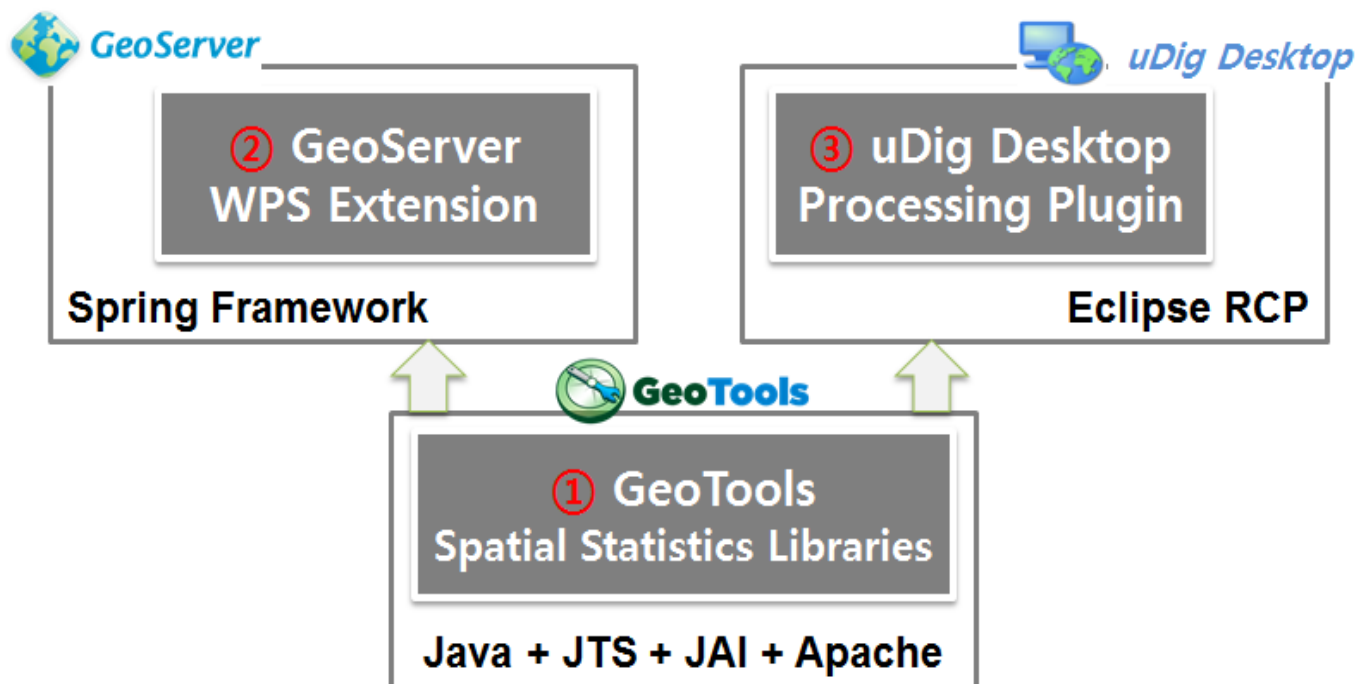 GeoServer
② GeoServer
WPS Extension
Spring Framework
uDig Desktop
③ uDig Desktop
Processing Plugin
Eclipse RCP
GeoTools
① GeoTools
Spatial Statistics Libraries
Java + JTS + JAI + Apache